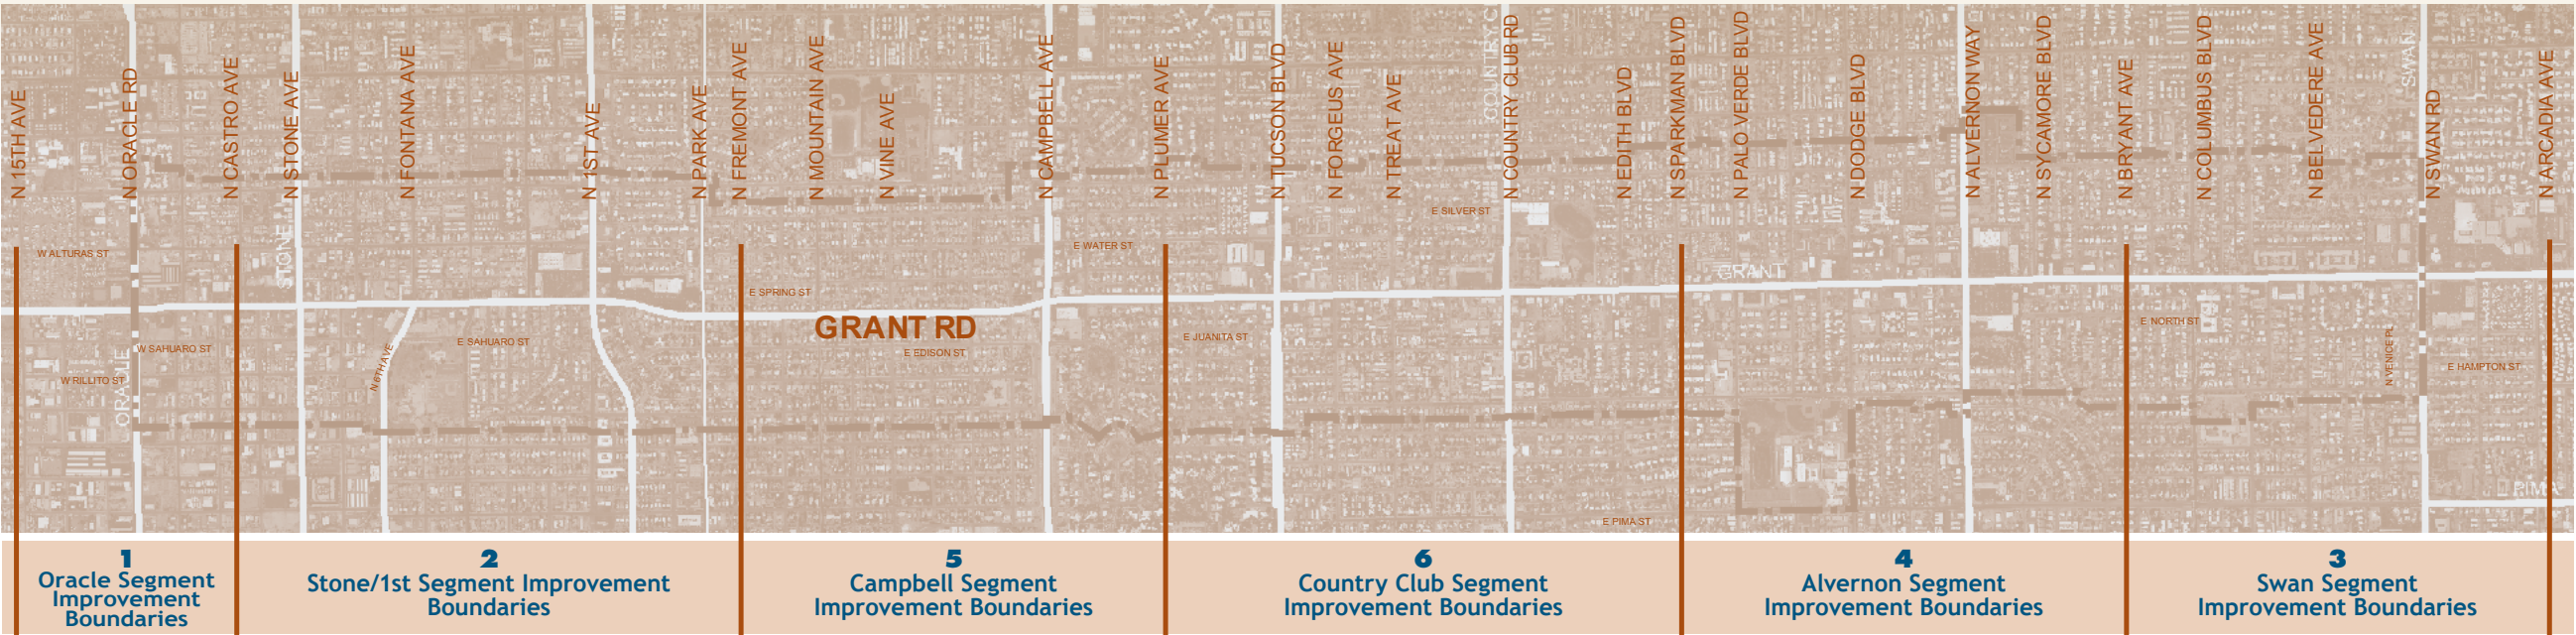 N 15TH AVE
N ORACLE RD
N CASTRO AVE
N STONE AVE
N FONTANA AVE
N 1ST AVE
N PARK AVE
N FREMONT AVE
N MOUNTAIN AVE
N VINE AVE
N CAMPBELL AVE
N PLUMER AVE
N TUCSON BLVD
N FORGEUS AVE
N TREAT AVE
N COUNTRY CLUB RD
N EDITH BLVD
N SPARKMAN BLVD
N PALO VERDE BLVD
N DODGE BLVD
N ALVERNON WAY
N SYCAMORE BLVD
N BRYANT AVE
N COLUMBUS BLVD
N BELVEDERE AVE
SWAN
N SWAN RD
N ARCADIA AVE
E SILVER ST
W ALTURAS ST
STONE
E WATER ST
GRANT
E SPRING ST
GRANT RD
E NORTH ST
W SAHUARO ST
E SAHUARO ST
E EDISON ST
E JUANITA ST
N VENICE PL
W RILLITO ST
ORACLE
N 6TH AVE
E HAMPTON ST
PIMA
E PIMA ST
1
Oracle Segment
Improvement
Boundaries
2
Stone/1st Segment Improvement
Boundaries
5
Campbell Segment
Improvement Boundaries
6
Country Club Segment
Improvement Boundaries
4
Alvernon Segment
Improvement Boundaries
3
Swan Segment
Improvement Boundaries